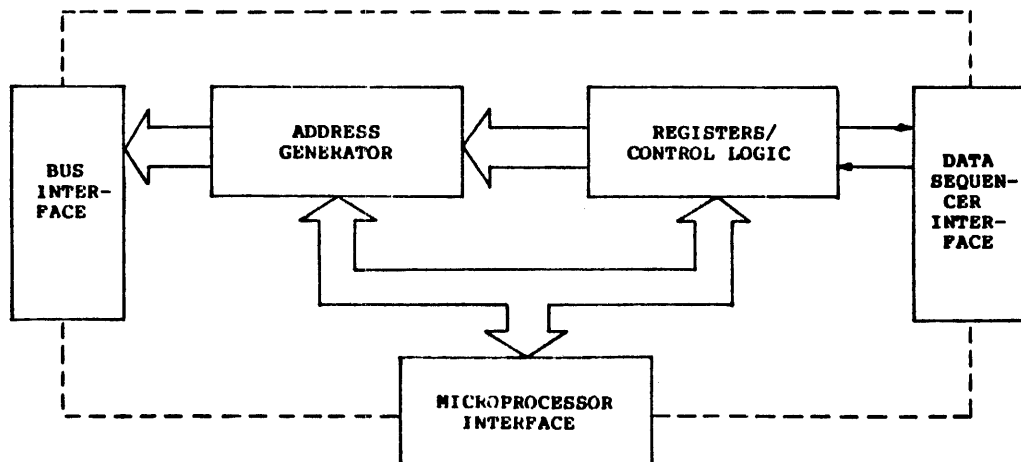 BUS
INTER-
FACE
ADDRESS
GENERATOR
REGISTERS/
CONTROL LOGIC
DATA
SEQUEN-
CER
INTER-
FACE
MICROPROCESSOR
INTERFACE